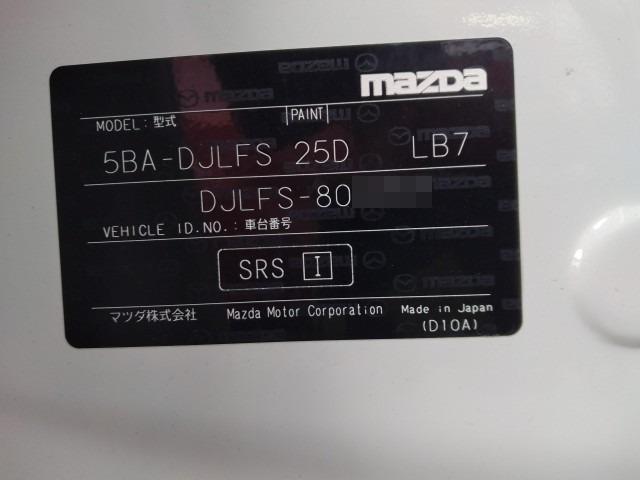 mazda
MODEL:型式 PAINT
5BA-DJLFS 25D LB7
DJLFS-80
VEHICLE ID.NO.:車台番号
SRS I
マツダ株式会社 Mazda Motor Corporation Made in Japan
(D10A)